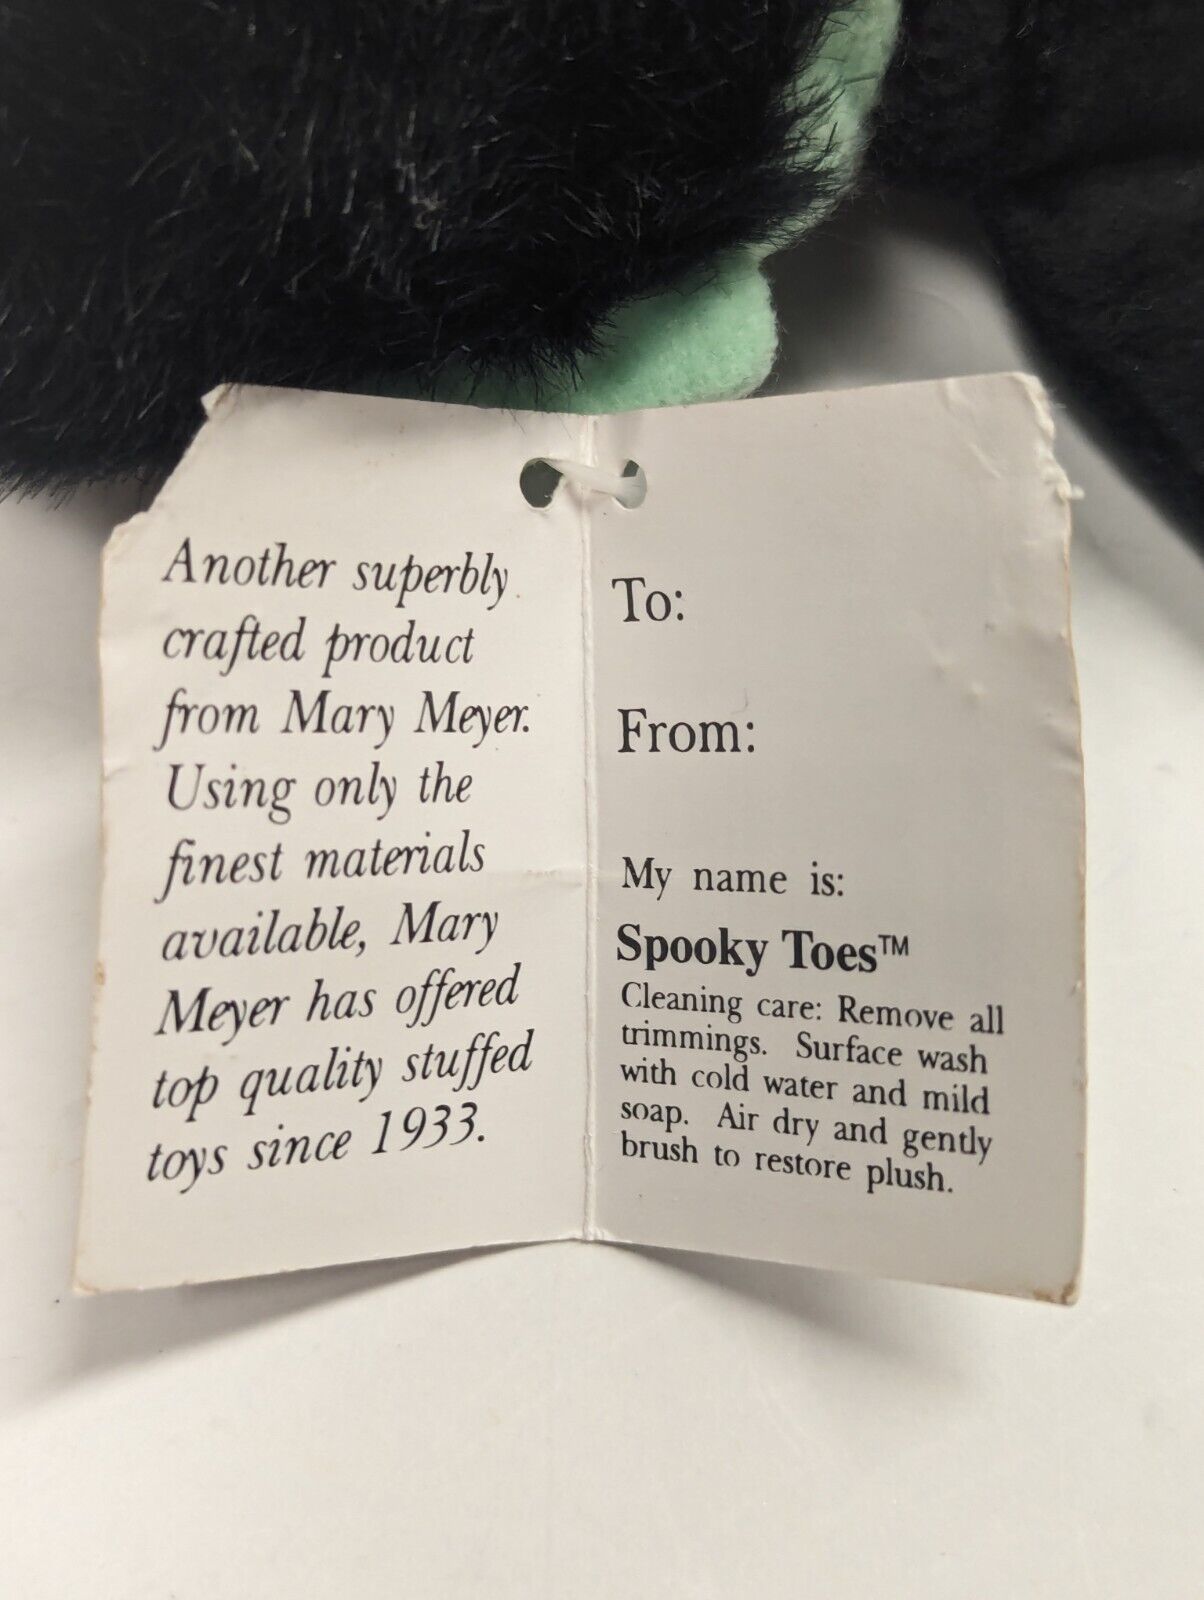 Another superbly
crafted product
from Mary Meyer.
Using only the
finest materials
available, Mary
Meyer has offered
top quality stuffed
toys since 1933.
To:
From:
My name is:
Spooky Toes™
Cleaning care: Remove all
trimmings. Surface wash
with cold water and mild
soap. Air dry and gently
brush to restore plush.